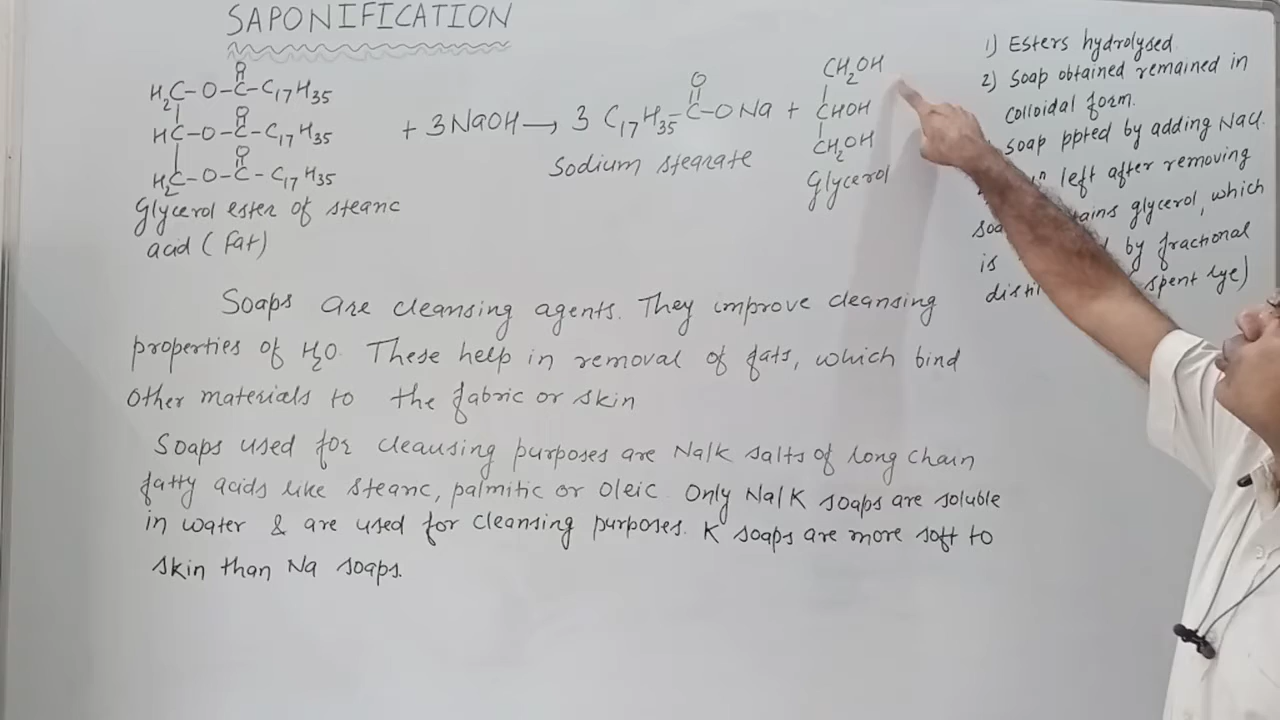 SAPONIFICATION
O
H2C-O-C-C17H35
O
HC-O-C-C17H35
O
H2C-O-C-C17H35
+ 3NaOH → 3 C17H35-C-O Na +
O
Sodium stearate
CH2OH
CHOH
CH2OH
Glycerol
Glycerol ester of stearic
acid (Fat)
1) Esters hydrolysed.
2) Soap obtained remained in
colloidal form.
soap ppted by adding NaCl.
left after removing
glycerol, which
is by fractional
spent lye)
Soaps are cleansing agents. They improve cleansing
properties of H2O. These help in removal of fats, which bind
other materials to the fabric or skin
Soaps used for cleansing purposes are Na/K salts of long chain
fatty acids like stearic, palmitic or oleic. Only Na/K soaps are soluble
in water & are used for cleansing purposes. K soaps are more soft to
skin than Na soaps.